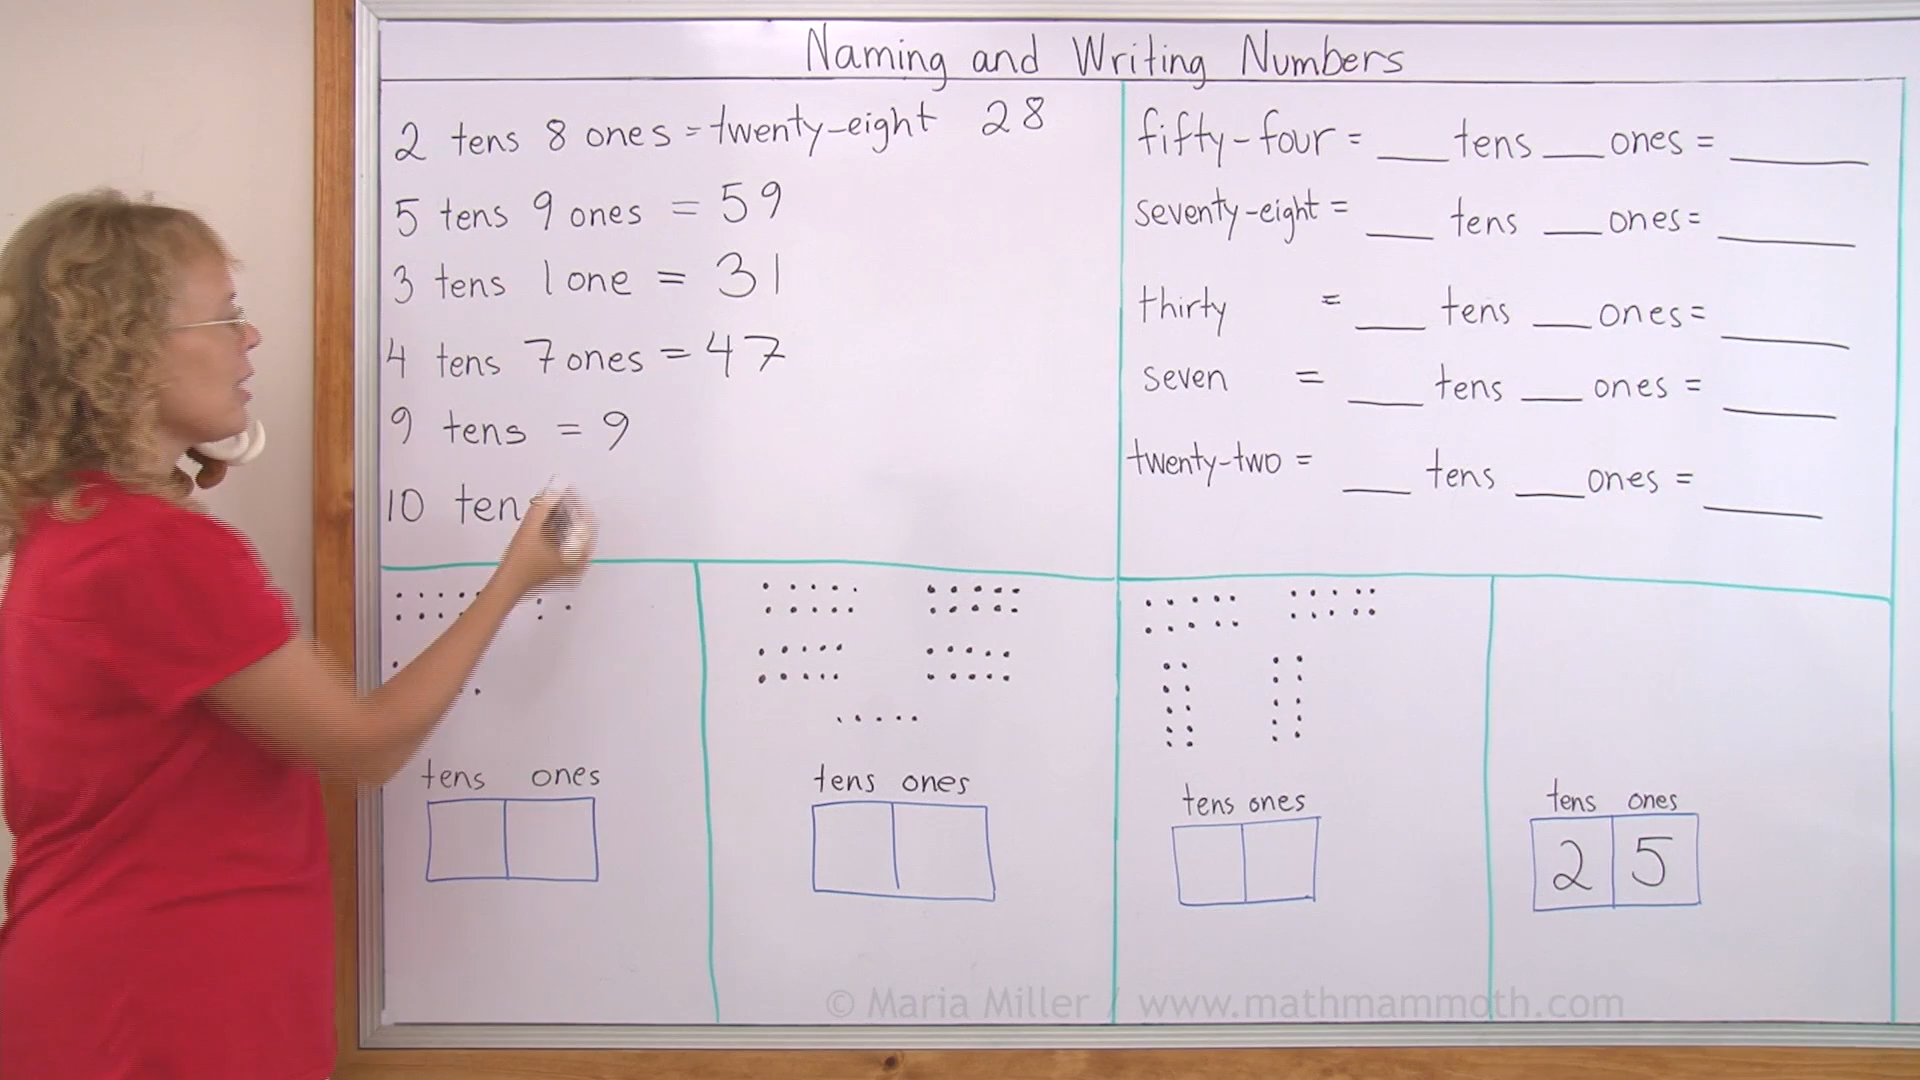 Naming and Writing Numbers
2 tens 8 ones = twenty-eight 28
5 tens 9 ones = 59
3 tens 1 one = 31
4 tens 7 ones = 47
9 tens = 9
10 tens
fifty-four = ___ tens ___ ones = ___
seventy-eight = ___ tens ___ ones = ___
thirty = ___ tens ___ ones = ___
seven = ___ tens ___ ones = ___
twenty-two = ___ tens ___ ones = ___
tens ones
tens ones
tens ones
tens ones
2 5
© Maria Miller / www.mathmammoth.com